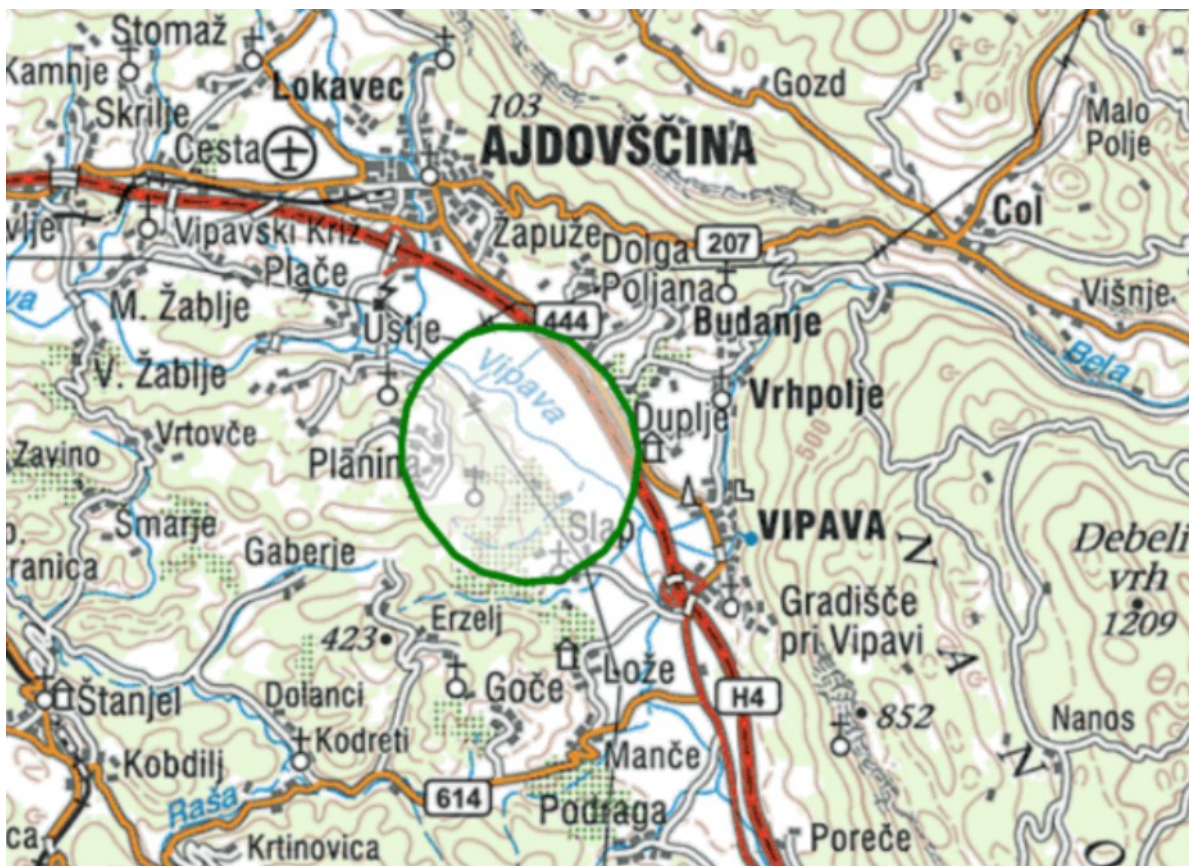 Stomaž
Kamnje
Lokavec
Skrilje
103
Gozd
Malo
Polje
Cesta
AJDOVŠČINA
Col
Vipavski Križ
Zapuže
Dolga
Poljana
207
Plače
Višnje
M. Žablje
Ustje
444
Budanje
Bela
Vipava
V. Žablje
Vrhpolje
Duplje
500
Vrtovče
Zavino
Planina
Šmarje
Slap
VIPAVA
N
Debeli
vrh
1209
Gaberje
Erzelj
Gradišče
pri Vipavi
A
423
Lože
Štanjel
Dolanci
Goče
H4
852
N
Nanos
Kodreti
Manče
Kobdilj
Raša
614
Podraga
O
Krtinovica
Poreče